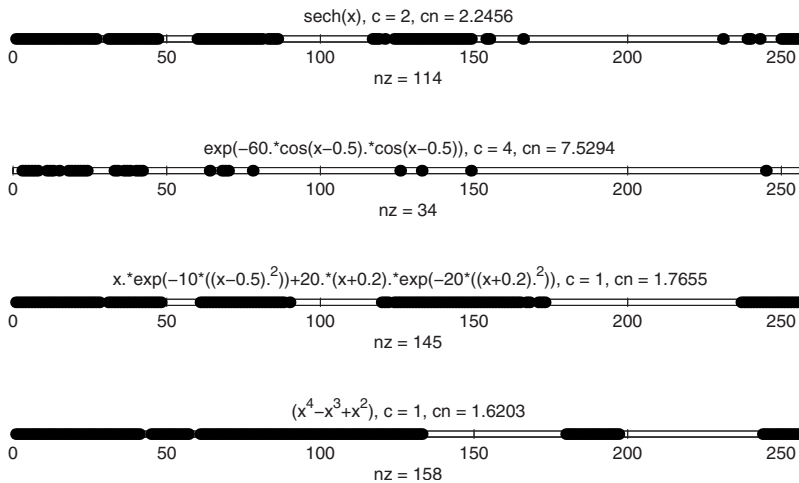 sech(x), c = 2, cn = 2.2456
0 50 100 150 200 250
nz = 114
exp(−60.*cos(x−0.5).*cos(x−0.5)), c = 4, cn = 7.5294
0 50 100 150 200 250
nz = 34
x.*exp(−10*((x−0.5).²))+20.*(x+0.2).*exp(−20*((x+0.2).²)), c = 1, cn = 1.7655
0 50 100 150 200 250
nz = 145
(x⁴−x³+x²), c = 1, cn = 1.6203
0 50 100 150 200 250
nz = 158